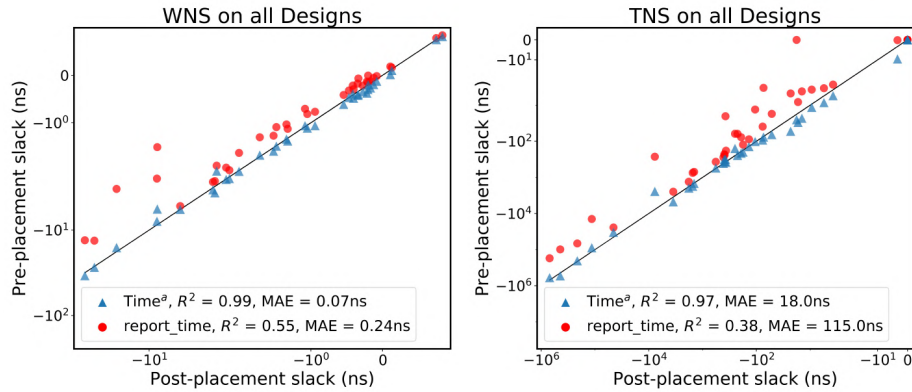 WNS on all Designs
Pre-placement slack (ns)
0
−10⁰
−10¹
−10²
Timeᵃ, R² = 0.99, MAE = 0.07ns
report_time, R² = 0.55, MAE = 0.24ns
−10¹
−10⁰
0
Post-placement slack (ns)
TNS on all Designs
Pre-placement slack (ns)
0
−10¹
−10²
−10⁴
−10⁶
Timeᵃ, R² = 0.97, MAE = 18.0ns
report_time, R² = 0.38, MAE = 115.0ns
−10⁶
−10⁴
−10²
−10¹
0
Post-placement slack (ns)